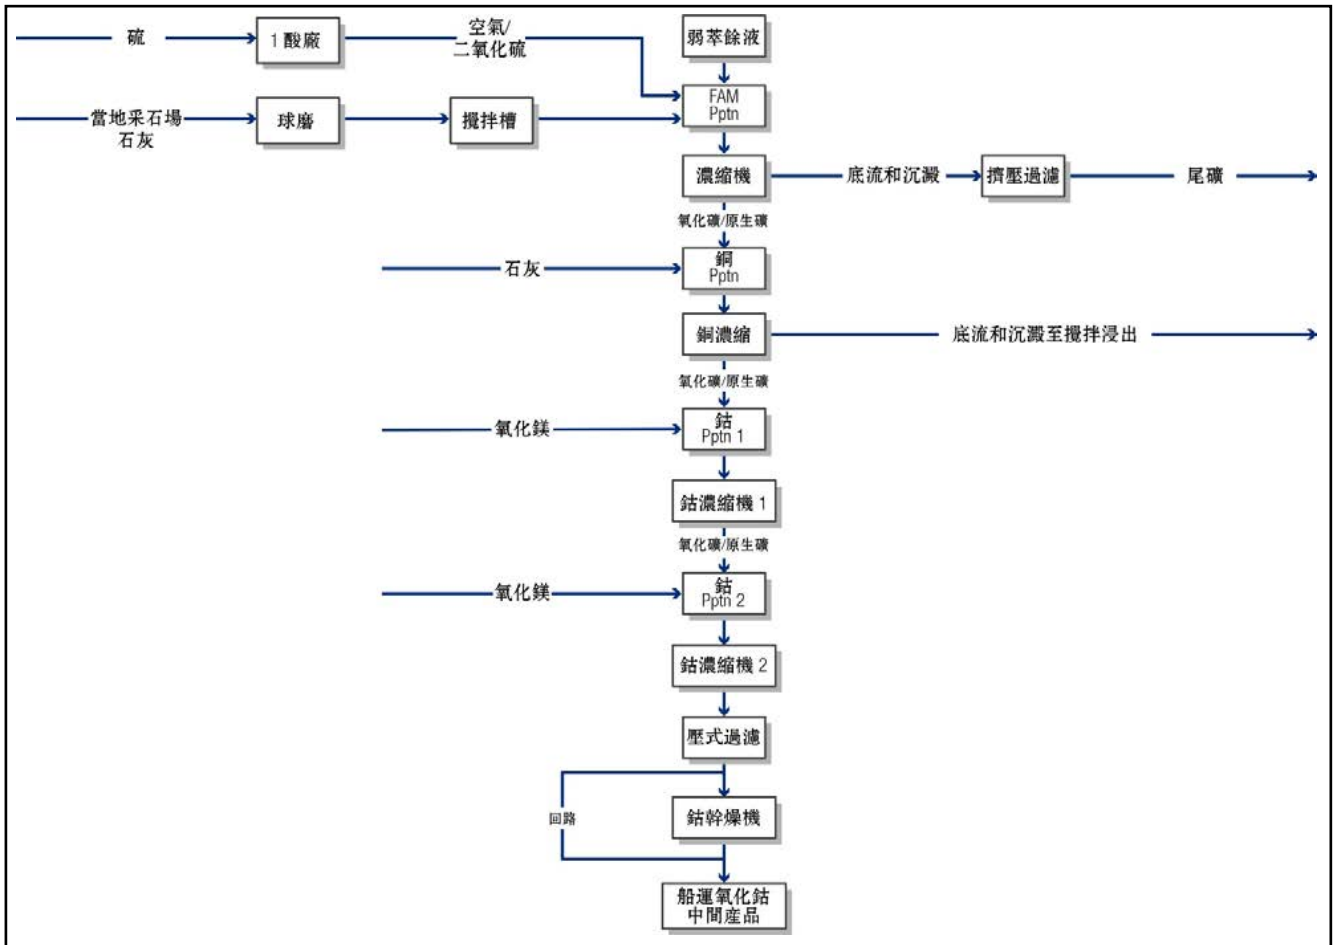 硫
1 酸廠
空氣/
二氧化硫
弱萃餘液
當地采石場
石灰
球磨
攪拌槽
FAM
Pptn
濃縮機
底流和沉澱
擠壓過濾
尾礦
氧化礦/原生礦
石灰
銅
Pptn
銅濃縮
底流和沉澱至攪拌浸出
氧化礦/原生礦
氧化鎂
鈷
Pptn 1
鈷濃縮機 1
氧化礦/原生礦
氧化鎂
鈷
Pptn 2
鈷濃縮機 2
壓式過濾
回路
鈷幹燥機
船運氧化鈷
中間産品